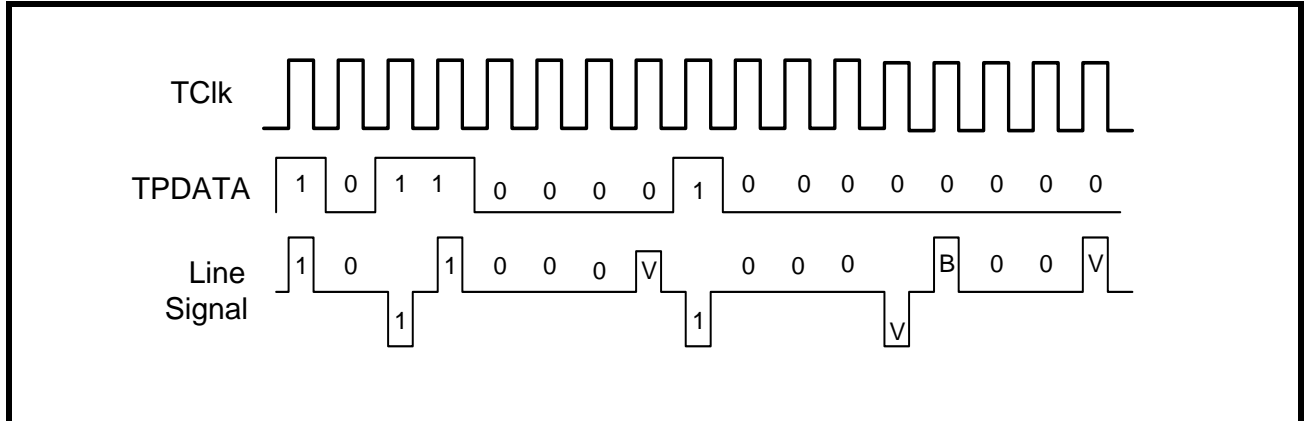 TClk
TPDATA 1 0 1 1 0 0 0 0 1 0 0 0 0 0 0 0 0
Line Signal 1 0 1 1 0 0 0 V 1 0 0 0 V B 0 0 V